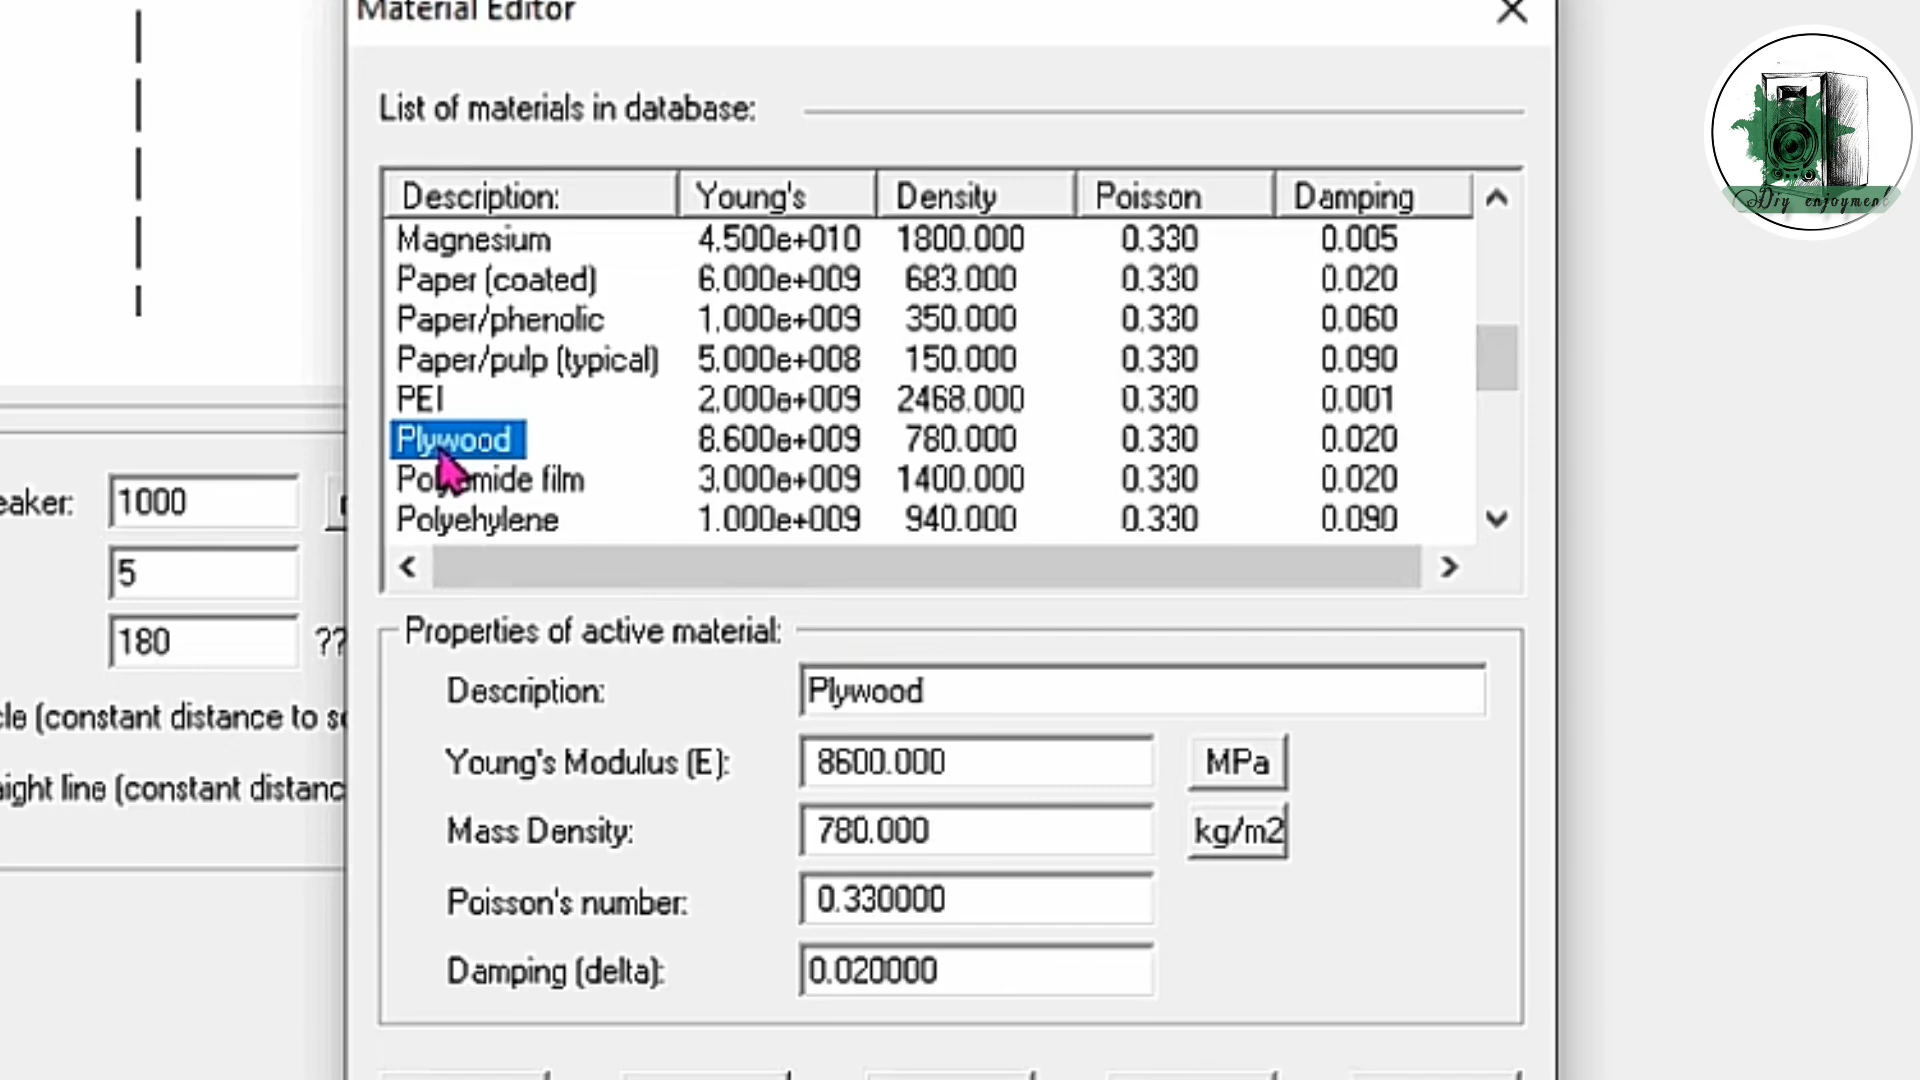 Material Editor
List of materials in database:
Description: Young's Density Poisson Damping
Magnesium 4.500e+010 1800.000 0.330 0.005
Paper (coated) 6.000e+009 683.000 0.330 0.020
Paper/phenolic 1.000e+009 350.000 0.330 0.060
Paper/pulp (typical) 5.000e+008 150.000 0.330 0.090
PEI 2.000e+009 2468.000 0.330 0.001
Plywood 8.600e+009 780.000 0.330 0.020
film 3.000e+009 1400.000 0.330 0.020
Polyehylene 1.000e+009 940.000 0.330 0.090
Properties of active material:
Description: Plywood
Young's Modulus (E): 8600.000 MPa
Mass Density: 780.000 kg/m2
Poisson's number: 0.330000
Damping (delta): 0.020000
eaker: 1000
5
180 ??
cle (constant distance to s
aight line (constant distanc
Diy enjoyment